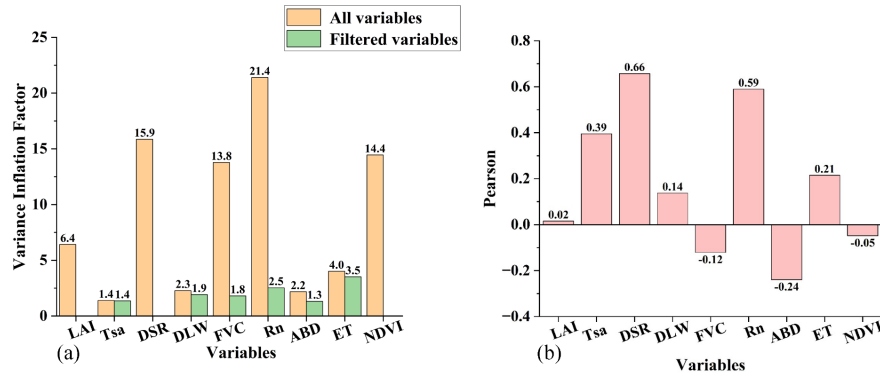 All variables
Filtered variables
Variance Inflation Factor
25
20
15
10
5
0
6.4
1.4
1.4
15.9
2.3
1.9
13.8
1.8
21.4
2.5
2.2
1.3
4.0
3.5
14.4
LAI
Tsa
DSR
DLW
FVC
Rn
ABD
ET
NDVI
(a)
Variables
Pearson
0.8
0.6
0.4
0.2
0.0
-0.2
-0.4
0.02
0.39
0.66
0.14
-0.12
0.59
-0.24
0.21
-0.05
LAI
Tsa
DSR
DLW
FVC
Rn
ABD
ET
NDVI
(b)
Variables